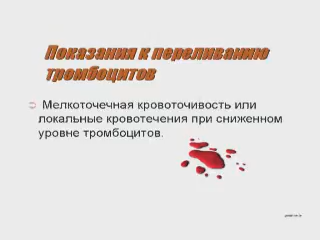 Показания к переливанию
тромбоцитов
Мелкоточечная кровоточивость или
локальные кровотечения при сниженном
уровне тромбоцитов.